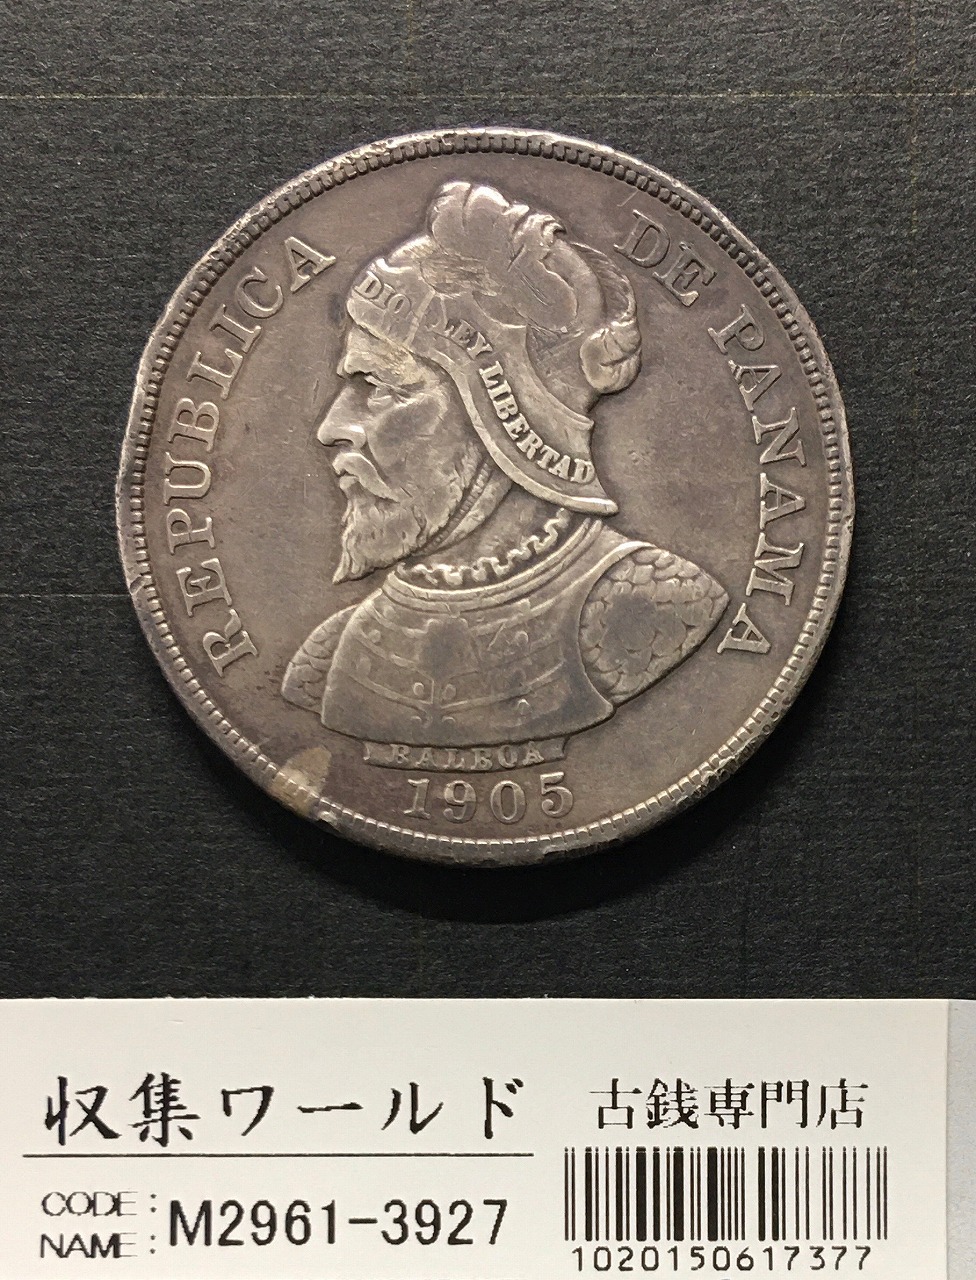 REPUBLICA DE PANAMA
DIO LEY LIBERTAD
BALBOA
1905
収集ワールド
古銭専門店
CODE:
NAME:
M2961-3927
1020150617377